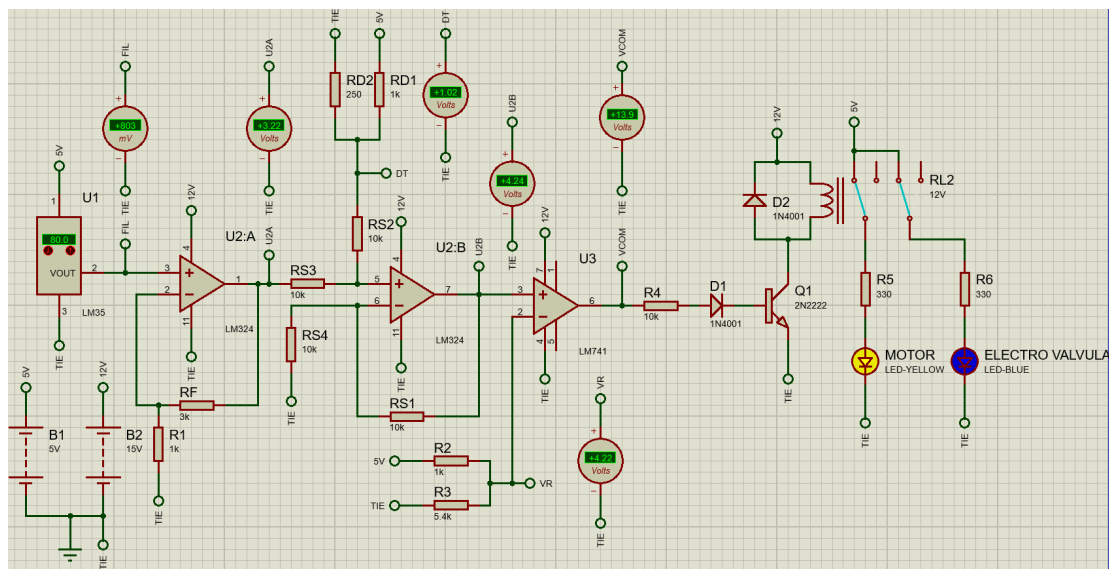 FIL
U2A
TIE
5V
DT
VCOM
RD2
250
RD1
1k
+1.02
Volts
+803
mV
+3.22
Volts
U2B
+13.9
Volts
5V
TIE
TIE
DT
TIE
+4.24
Volts
TIE
12V
5V
U1
1
80.0
VOUT
2
3
LM35
TIE
FIL
12V
U2:A
U2A
3
2
4
11
1
LM324
TIE
RS3
10k
RS2
10k
12V
U2:B
U2B
5
6
4
11
7
LM324
TIE
RS4
10k
TIE
12V
TIE
U3
VCOM
3
2
7
1
4
5
6
LM741
TIE
R4
10k
D1
1N4001
Q1
2N2222
TIE
D2
1N4001
RL2
12V
R5
330
R6
330
MOTOR
LED-YELLOW
ELECTRO VALVULA
LED-BLUE
TIE
TIE
5V
12V
B1
5V
B2
15V
TIE
RF
3k
R1
1k
TIE
RS1
10k
5V
R2
1k
TIE
R3
5.4k
VR
VR
+4.22
Volts
TIE